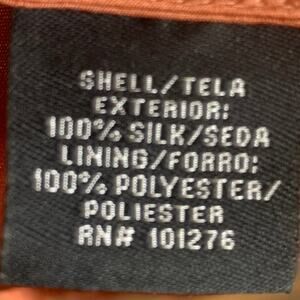 SHELL/TELA
EXTERIOR:
100% SILK/SEDA
LINING/FORRO:
100% POLYESTER/
POLIESTER
RN# 101276